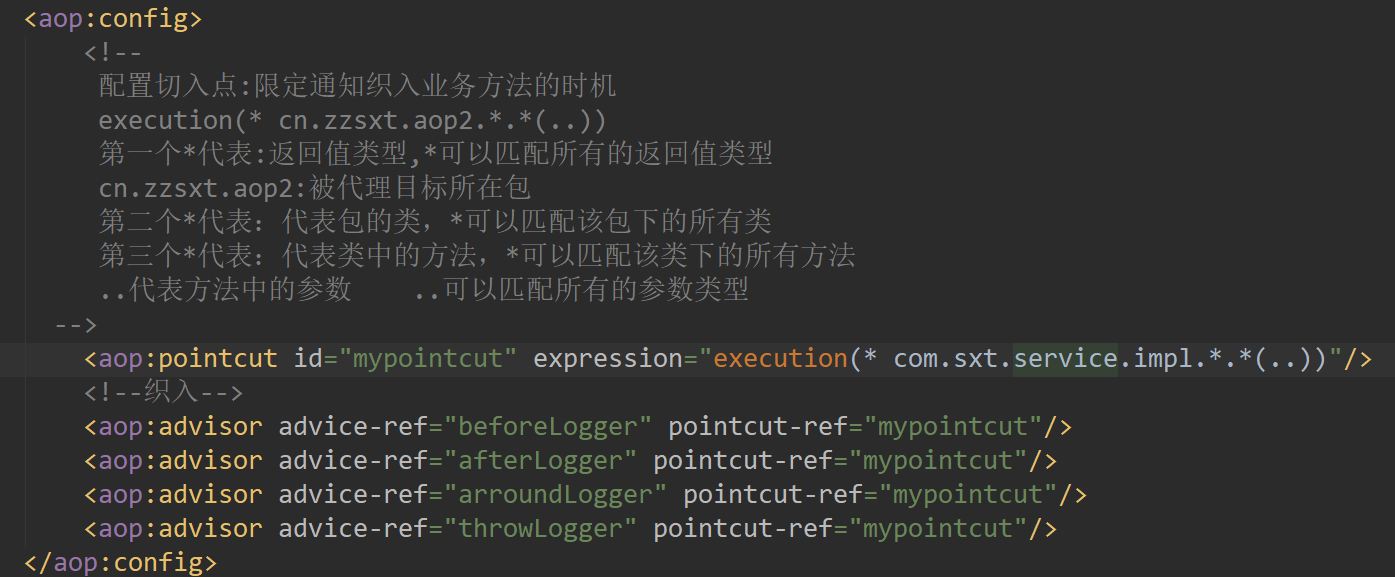 <aop:config>
<!--
配置切入点:限定通知织入业务方法的时机
execution(* cn.zzsxt.aop2.*.*(..))
第一个*代表:返回值类型,*可以匹配所有的返回值类型
cn.zzsxt.aop2:被代理目标所在包
第二个*代表：代表包的类，*可以匹配该包下的所有类
第三个*代表：代表类中的方法，*可以匹配该类下的所有方法
..代表方法中的参数    ..可以匹配所有的参数类型
-->
<aop:pointcut id="mypointcut" expression="execution(* com.sxt.service.impl.*.*(..))"/>
<!--织入-->
<aop:advisor advice-ref="beforeLogger" pointcut-ref="mypointcut"/>
<aop:advisor advice-ref="afterLogger" pointcut-ref="mypointcut"/>
<aop:advisor advice-ref="arroundLogger" pointcut-ref="mypointcut"/>
<aop:advisor advice-ref="throwLogger" pointcut-ref="mypointcut"/>
</aop:config>